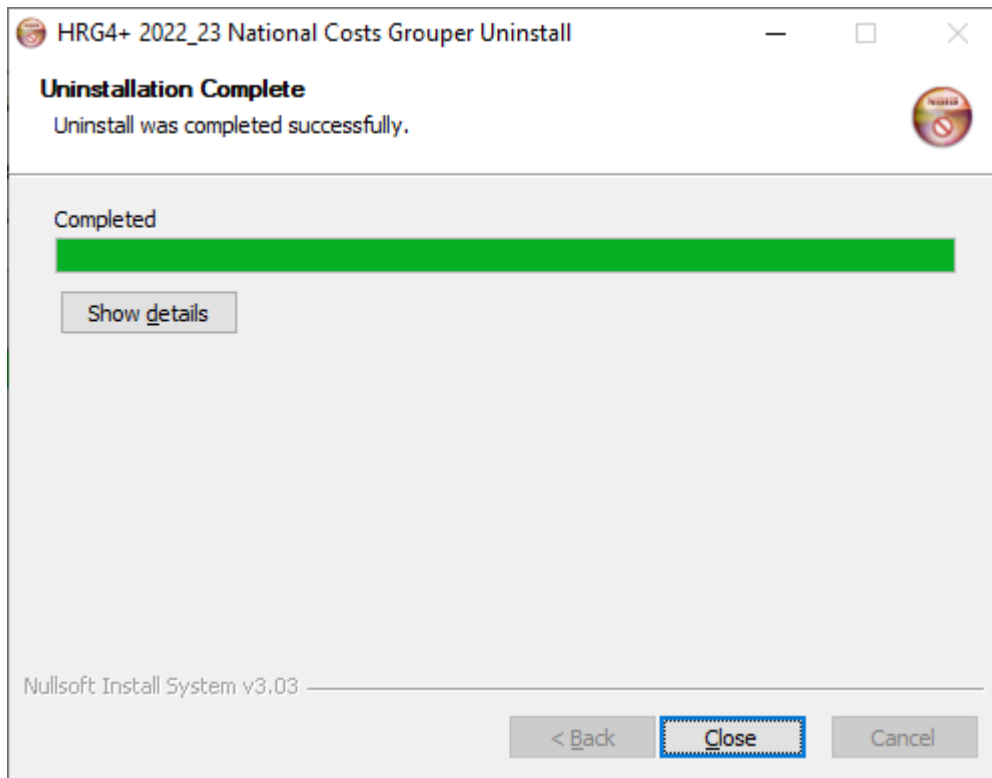 HRG4+ 2022_23 National Costs Grouper Uninstall
Uninstallation Complete
Uninstall was completed successfully.
Completed
Show details
Nullsoft Install System v3.03
< Back
Close
Cancel